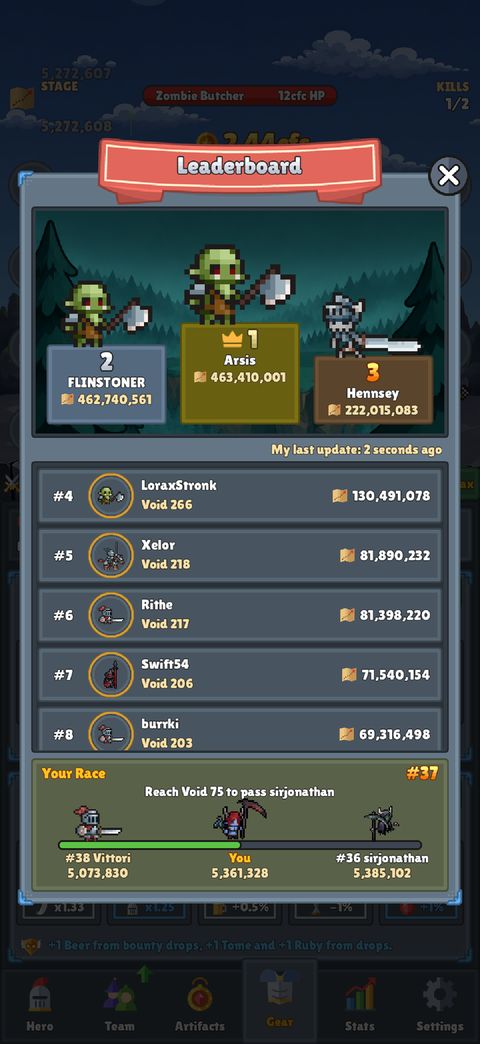 5,272,607
STAGE
Zombie Butcher 12cfc HP
KILLS
1/2
5,272,608
Leaderboard
1
Arsis
463,410,001
2
FLINSTONER
462,740,561
3
Hennsey
222,015,083
My last update: 2 seconds ago
#4 LoraxStronk 130,491,078
Void 266
#5 Xelor 81,890,232
Void 218
#6 Rithe 81,398,220
Void 217
#7 Swift54 71,540,154
Void 206
#8 burrki 69,316,498
Void 203
Your Race #37
Reach Void 75 to pass sirjonathan
#38 Vittori You #36 sirjonathan
5,073,830 5,361,328 5,385,102
x1.33 x1.25 +0.5% -1% +1%
+1 Beer from bounty drops, +1 Tome and +1 Ruby from drops.
Hero Team Artifacts Gear Stats Settings